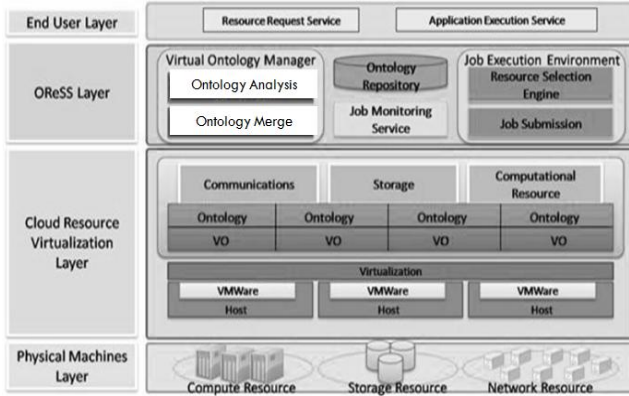 End User Layer
Resource Request Service
Application Execution Service
OReSS Layer
Virtual Ontology Manager
Ontology Analysis
Ontology Merge
Ontology
Repository
Job Monitoring
Service
Job Execution Environment
Resource Selection
Engine
Job Submission
Cloud Resource
Virtualization
Layer
Communications
Storage
Computational
Resource
Ontology Ontology Ontology Ontology
VO VO VO VO
Virtualization
VMWare VMWare VMWare
Host Host Host
Physical Machines
Layer
Compute Resource
Storage Resource
Network Resource